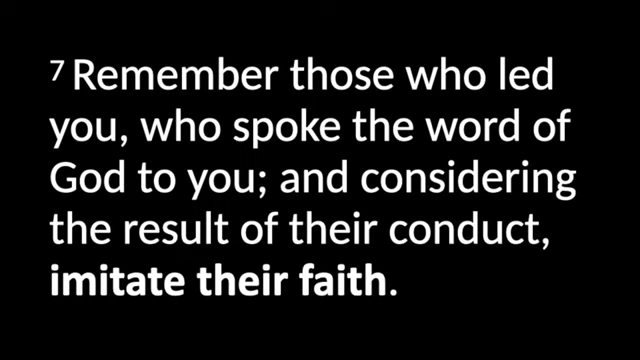 7 Remember those who led
you, who spoke the word of
God to you; and considering
the result of their conduct,
imitate their faith.